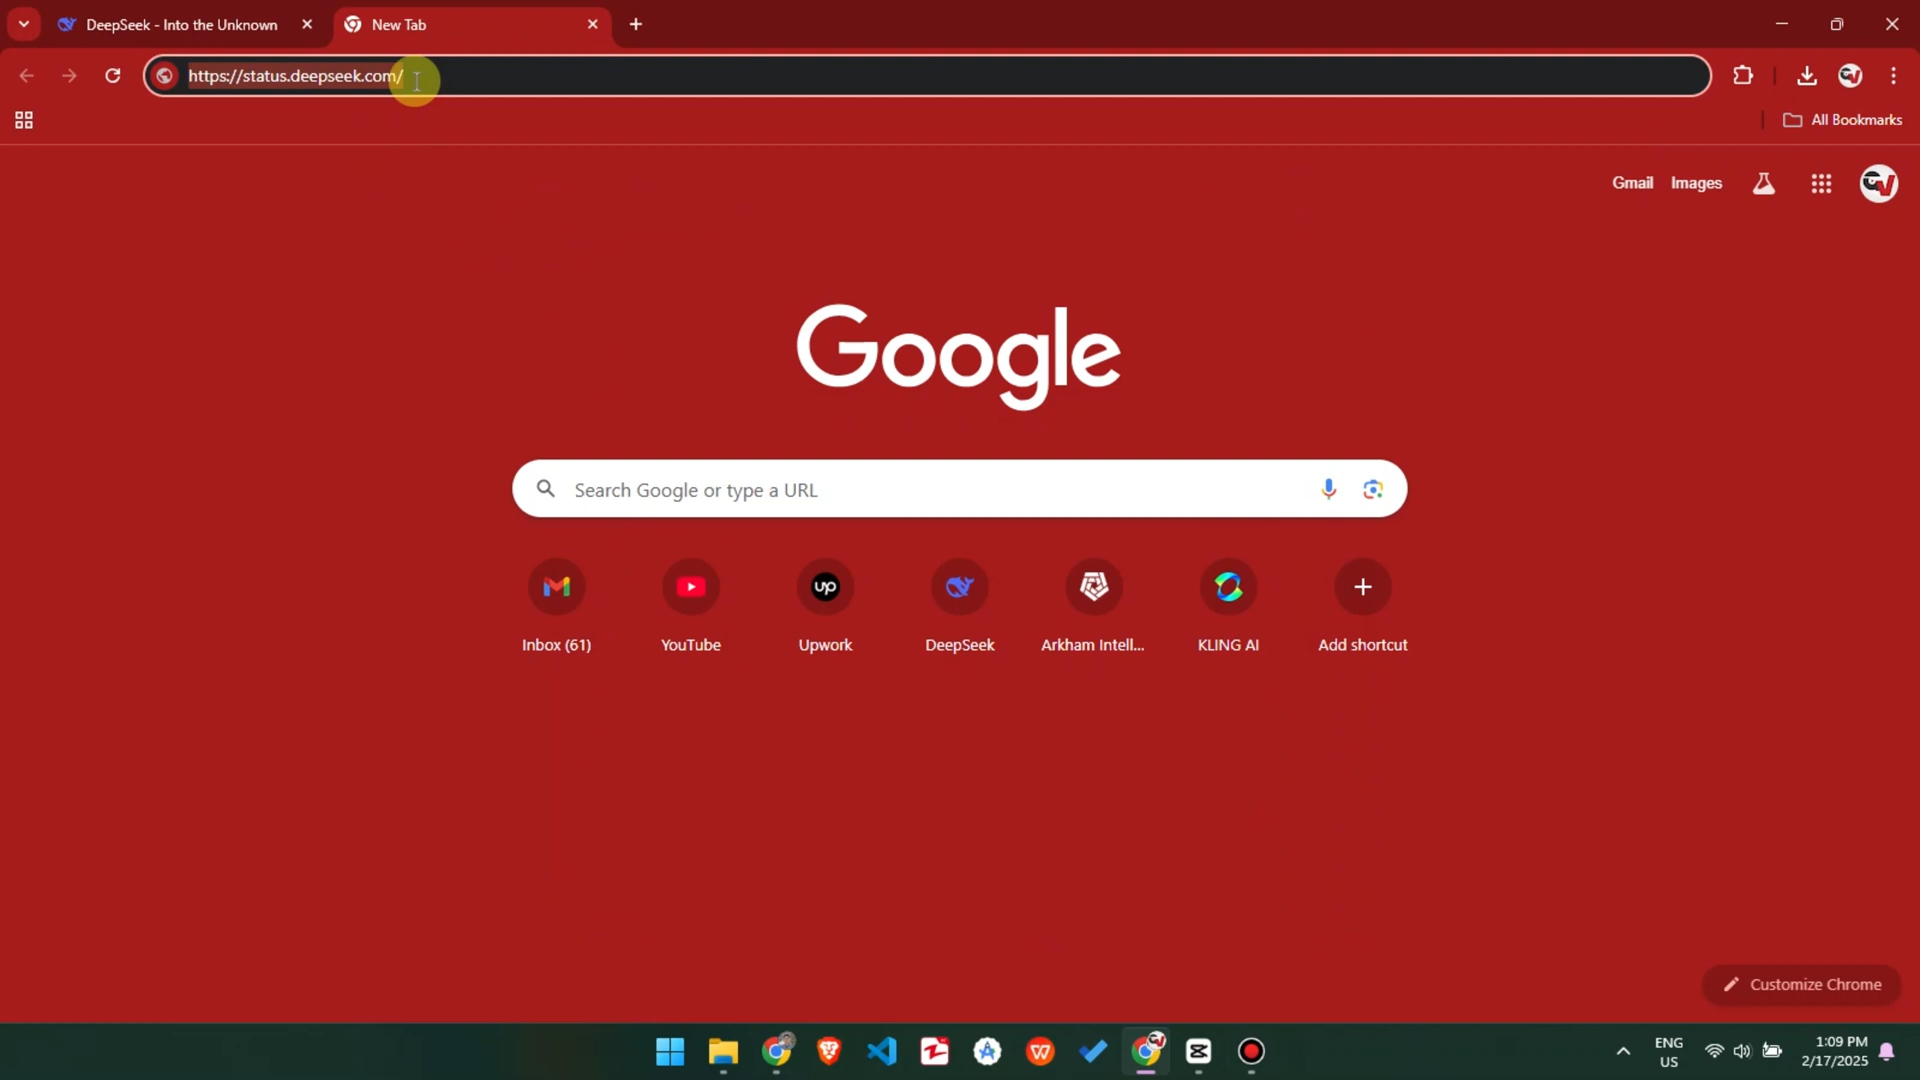 DeepSeek - Into the Unknown
New Tab
https://status.deepseek.com/
All Bookmarks
Gmail
Images
Google
Search Google or type a URL
up
Inbox (61)
YouTube
Upwork
DeepSeek
Arkham Intell...
KLING AI
Add shortcut
Customize Chrome
ENG
US
1:09 PM
2/17/2025